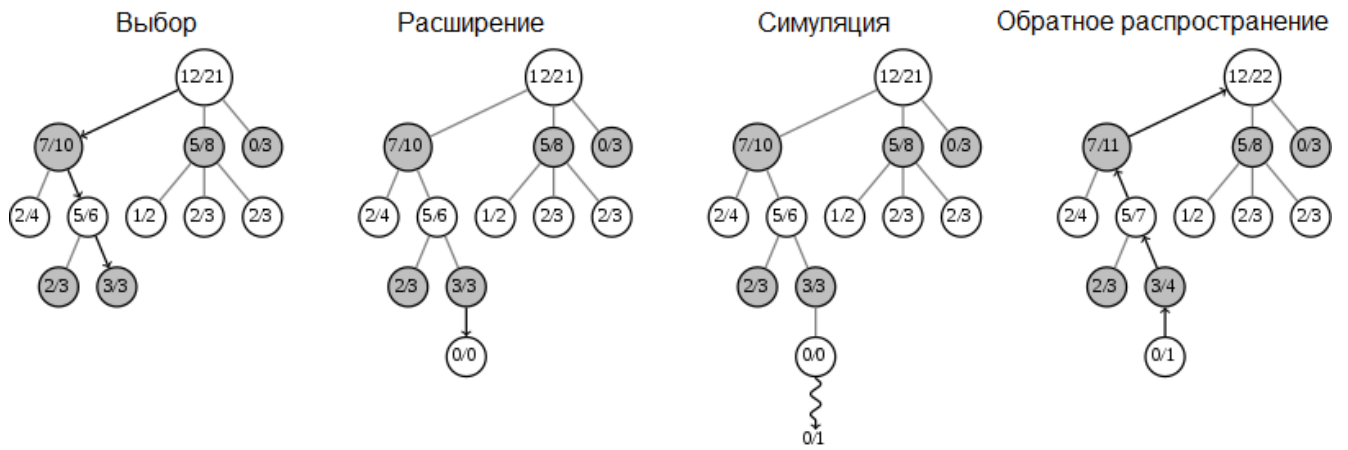 Выбор Расширение Симуляция Обратное распространение
12/21 12/21 12/21 12/22
7/10 5/8 0/3 7/10 5/8 0/3 7/10 5/8 0/3 7/11 5/8 0/3
2/4 5/6 1/2 2/3 2/3 2/4 5/6 1/2 2/3 2/3 2/4 5/6 1/2 2/3 2/3 2/4 5/7 1/2 2/3 2/3
2/3 3/3 2/3 3/3 2/3 3/3 2/3 3/4
0/0 0/0 0/1
0/1